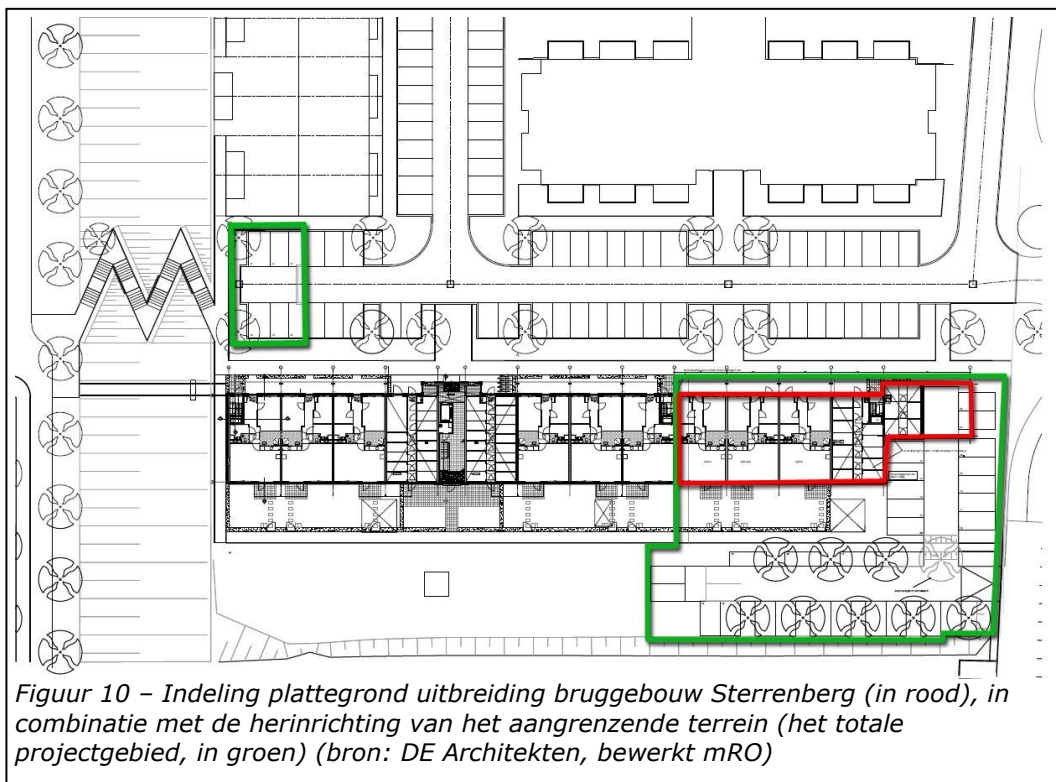 Figuur 10 – Indeling plattegrond uitbreiding bruggebouw Sterrenberg (in rood), in
combinatie met de herinrichting van het aangrenzende terrein (het totale
projectgebied, in groen) (bron: DE Architekten, bewerkt mRO)